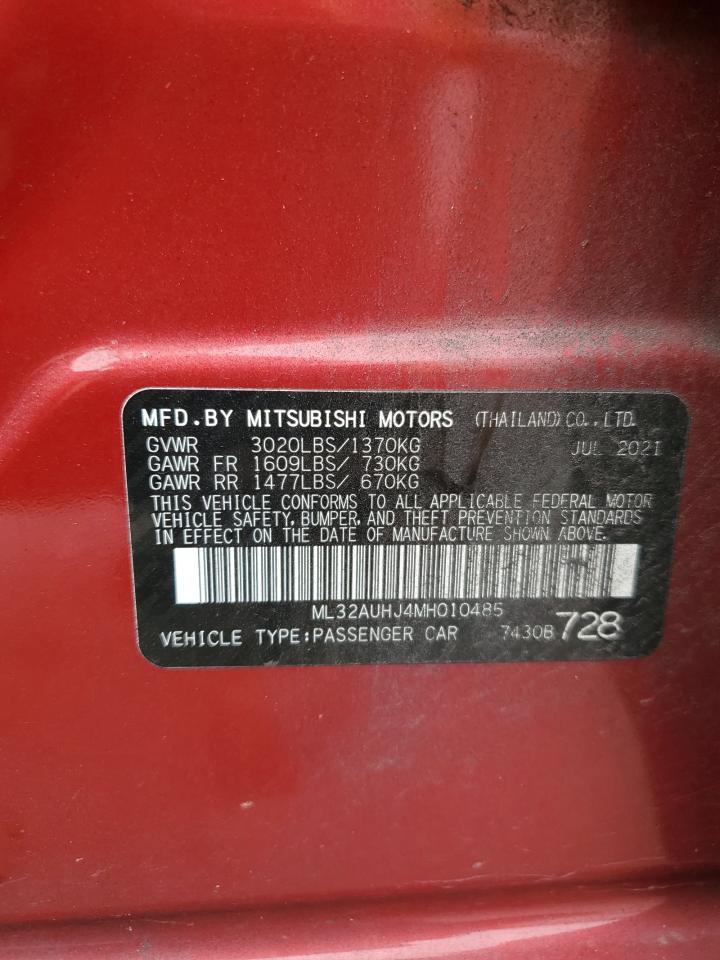 MFD.BY MITSUBISHI MOTORS (THAILAND) CO.,LTD.
GVWR 3020LBS/1370KG JUL 2021
GAWR FR 1609LBS/ 730KG
GAWR RR 1477LBS/ 670KG
THIS VEHICLE CONFORMS TO ALL APPLICABLE FEDERAL MOTOR
VEHICLE SAFETY, BUMPER, AND THEFT PREVENTION STANDARDS
IN EFFECT ON THE DATE OF MANUFACTURE SHOWN ABOVE.
ML32AUHJ4MH010485
VEHICLE TYPE:PASSENGER CAR 7430B 728